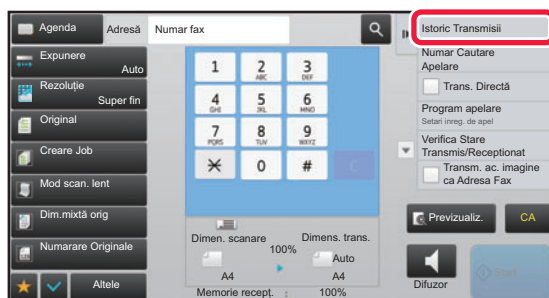 Agenda
Adresă
Numar fax
Istoric Transmisii
Expunere
Auto
Rezoluţie
Super fin
Original
Creare Job
Mod scan. lent
Dim.mixtă orig
Numarare Originale
Altele
1
2
ABC
3
DEF
4
GHI
5
JKL
6
MNO
7
PQRS
8
TUV
9
WXYZ
0
#
C
Dimen. scanare
100%
Dimens. trans.
Auto
A4
A4
Memorie recept. : 100%
Numar Cautare
Apelare
Trans. Directă
Program apelare
Setari inreg. de apel
Verifica Stare
Transmis/Receptionat
Transm. ac. imagine
ca Adresa Fax
Previzualiz.
CA
Difuzor
Start